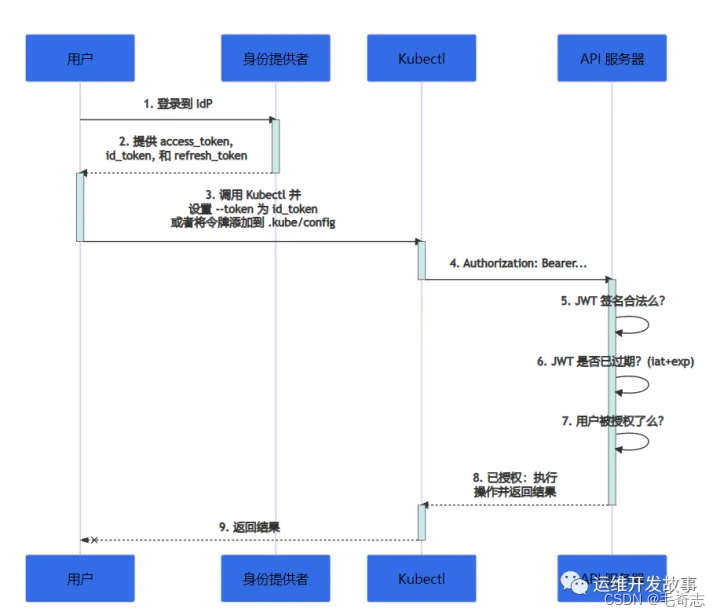 用户
身份提供者
Kubectl
API 服务器
1. 登录到 IdP
2. 提供 access_token,
id_token, 和 refresh_token
3. 调用 Kubectl 并
设置 --token 为 id_token
或者将令牌添加到 .kube/config
4. Authorization: Bearer...
5. JWT 签名合法么?
6. JWT 是否已过期? (iat+exp)
7. 用户被授权了么?
8. 已授权: 执行
操作并返回结果
9. 返回结果
用户
身份提供者
Kubectl
API 服务器
运维开发故事
CSDN @毛奇志